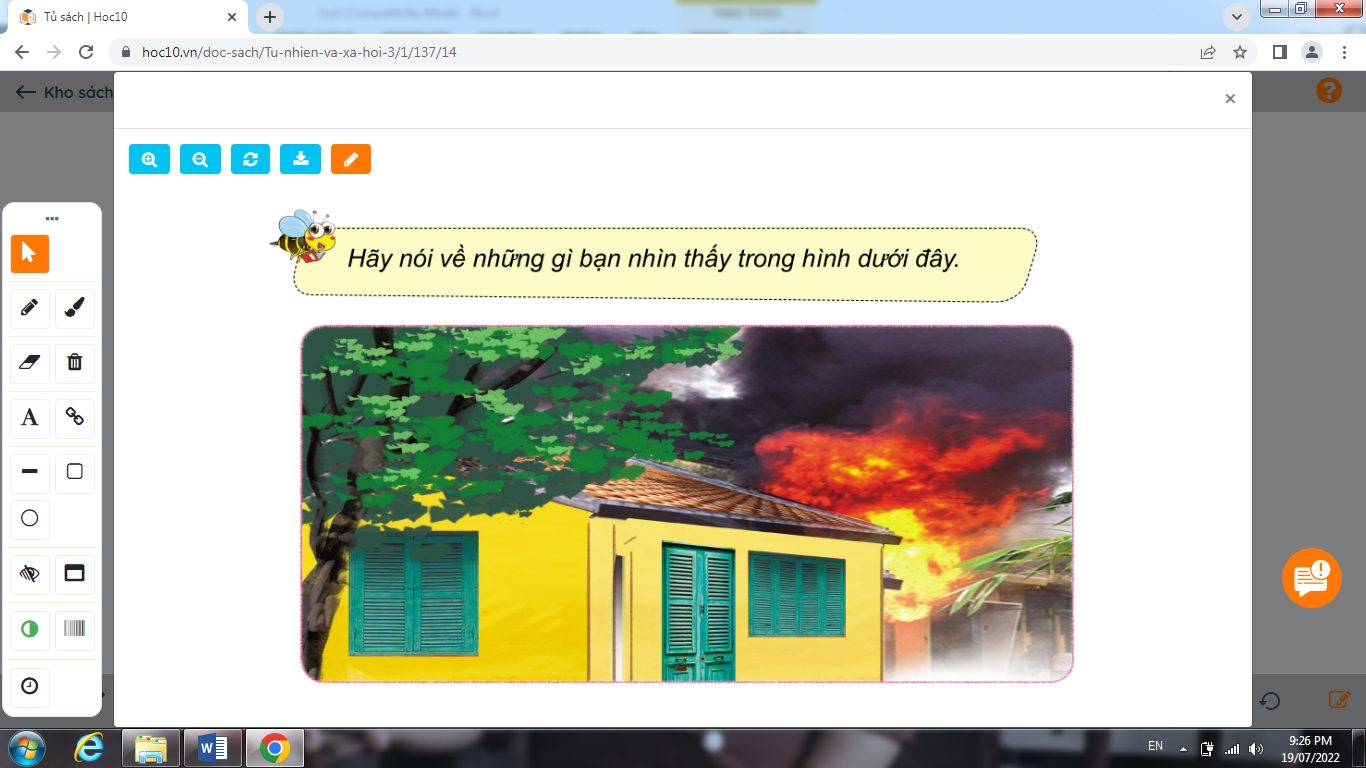 Tủ sách | Hoc10
hoc10.vn/doc-sach/Tu-nhien-va-xa-hoi-3/1/137/14
Kho sách
Hãy nói về những gì bạn nhìn thấy trong hình dưới đây.
A
EN
9:26 PM
19/07/2022